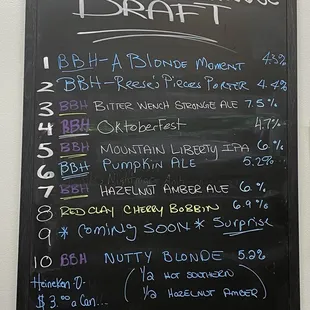 DRAFT
1 BBH-A BLONDE MOMENT 4.3%
2 BBH-REESE'S PIECES PORTER 4.4%
3 BBH BITTER WENCH STRONGE ALE 7.5%
4 BBH OKTOBERFEST 4.7%
5 BBH MOUNTAIN LIBERTY IPA 6%
6 BBH PUMPKIN ALE 5.2%
7 BBH HAZELNUT AMBER ALE 6%
8 RED CLAY CHERRY BOBBIN 6.9%
9 * COMING SOON * Surprise
10 BBH NUTTY BLONDE 5.2%
(1/2 HOT SOUTHERN
1/2 HAZELNUT AMBER)
Heineken -0-
$3.00 a Can...